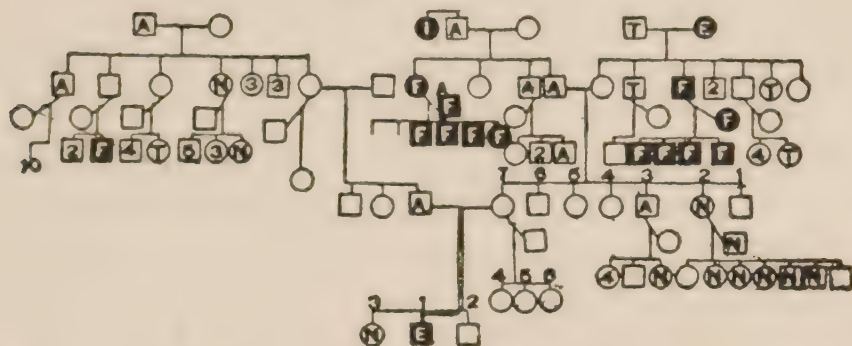 A I A T E
A N 3 3 F A A T F 2 T
A
F
F
2 F 4 T 5 3 N F F F F 2 A F F F F 4 T
7 6 5 4 3 2 1
A A N
N
4 5 6
4 N N N N N N
3 1 2
N E